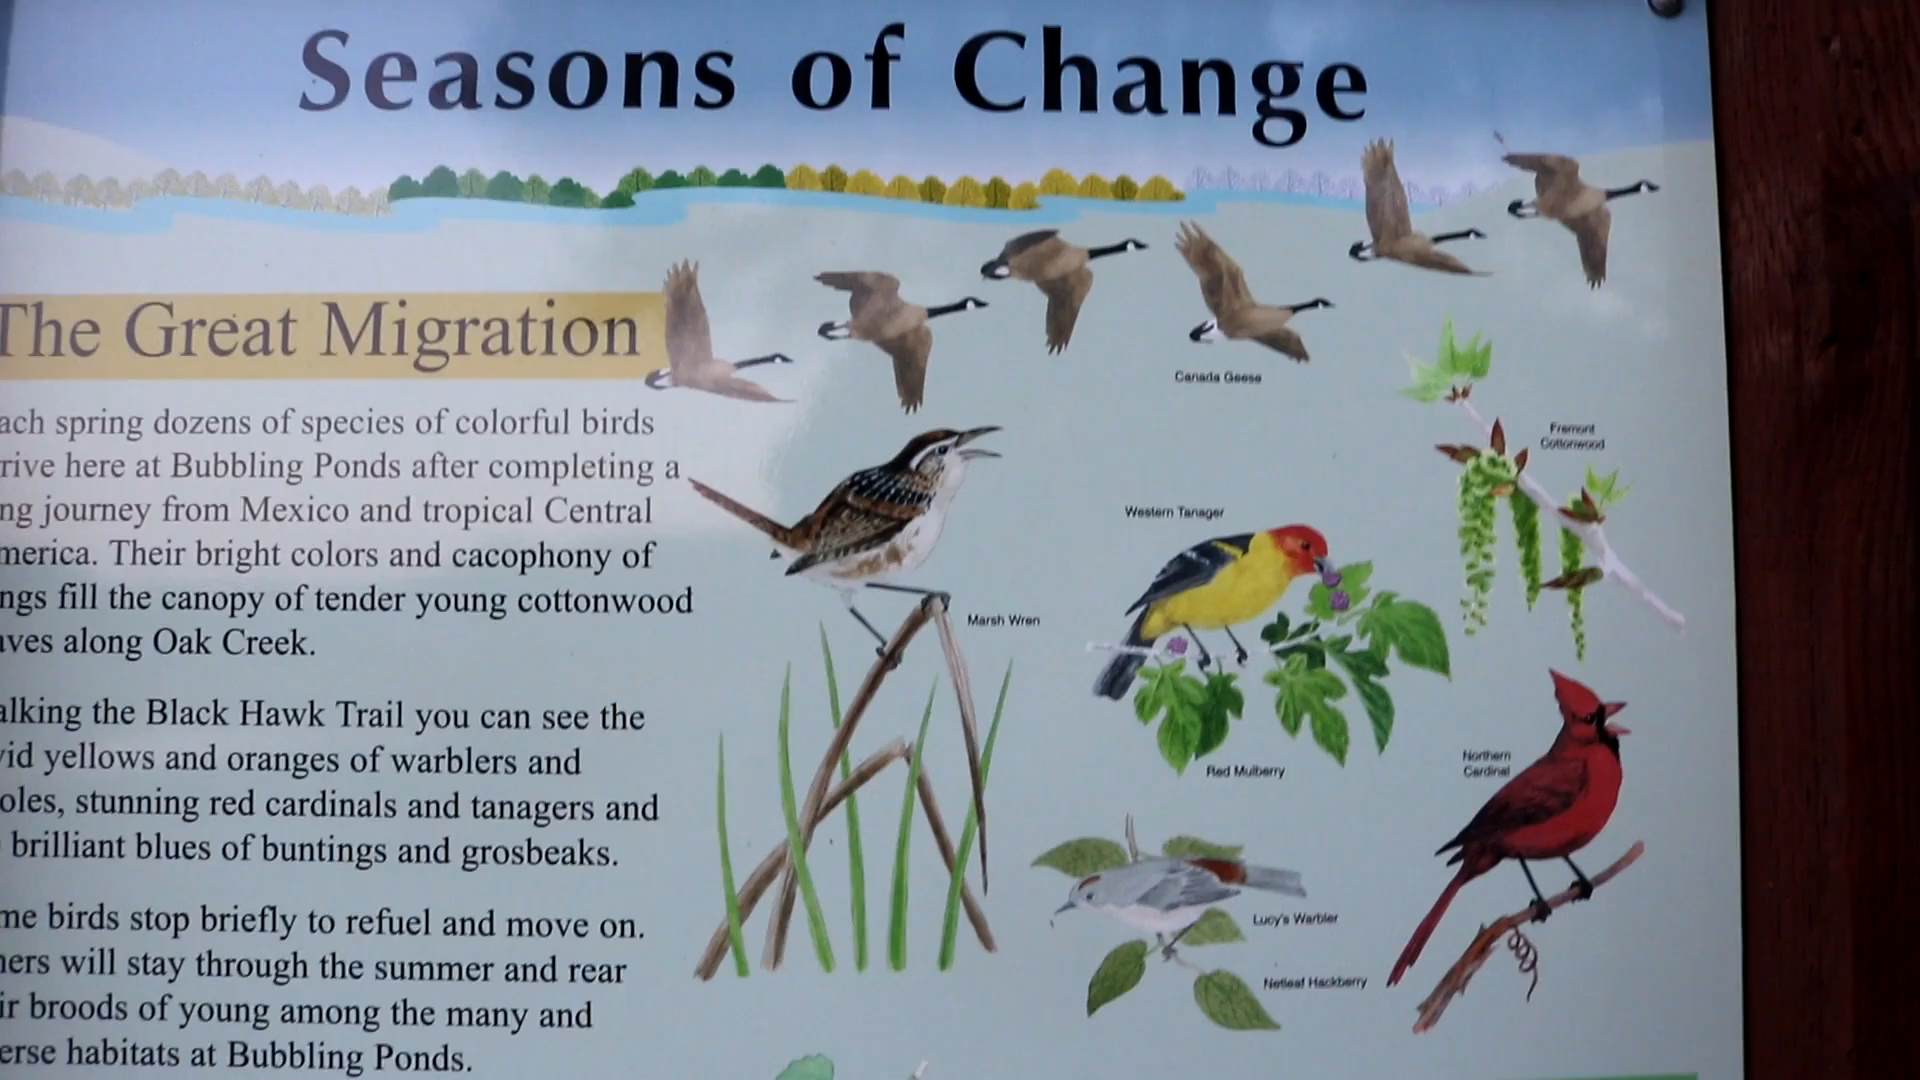 Seasons of Change
The Great Migration
ach spring dozens of species of colorful birds
rive here at Bubbling Ponds after completing a
ng journey from Mexico and tropical Central
merica. Their bright colors and cacophony of
ngs fill the canopy of tender young cottonwood
aves along Oak Creek.
alking the Black Hawk Trail you can see the
vid yellows and oranges of warblers and
oles, stunning red cardinals and tanagers and
brilliant blues of buntings and grosbeaks.
me birds stop briefly to refuel and move on.
hers will stay through the summer and rear
ir broods of young among the many and
erse habitats at Bubbling Ponds.
Canada Geese
Fremont
Cottonwood
Western Tanager
Marsh Wren
Red Mulberry
Northern
Cardinal
Lucy's Warbler
Netleaf Hackberry